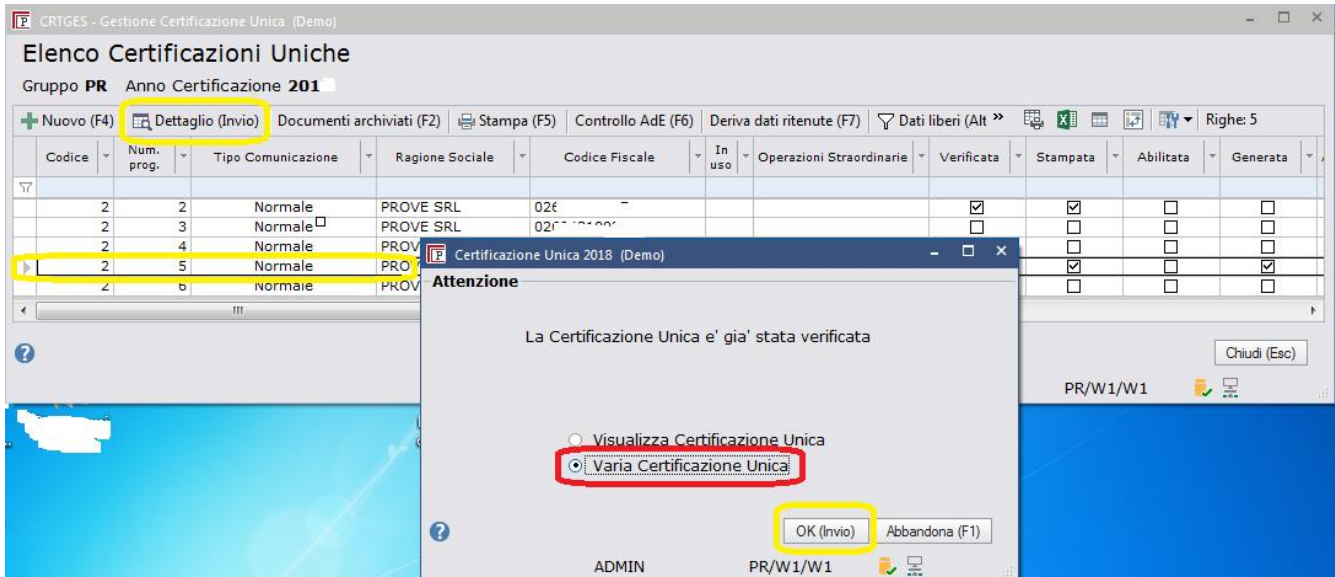 CRTGES - Gestione Certificazione Unica (Demo)
Elenco Certificazioni Uniche
Gruppo PR Anno Certificazione 201
Nuovo (F4) Dettaglio (Invio) Documenti archiviati (F2) Stampa (F5) Controllo AdE (F6) Deriva dati ritenute (F7) Dati liberi (Alt » Righe: 5
Codice Num. prog. Tipo Comunicazione Ragione Sociale Codice Fiscale In uso Operazioni Straordinarie Verificata Stampata Abilitata Generata
2 2 Normale PROVE SRL 026
2 3 Normale PROVE SRL
2 4 Normale PROV
2 5 Normale PROV
2 6 Normale PROV
Certificazione Unica 2018 (Demo)
Attenzione
La Certificazione Unica e' gia' stata verificata
Chiudi (Esc)
PR/W1/W1
Visualizza Certificazione Unica
Varia Certificazione Unica
OK (Invio) Abbandona (F1)
ADMIN PR/W1/W1